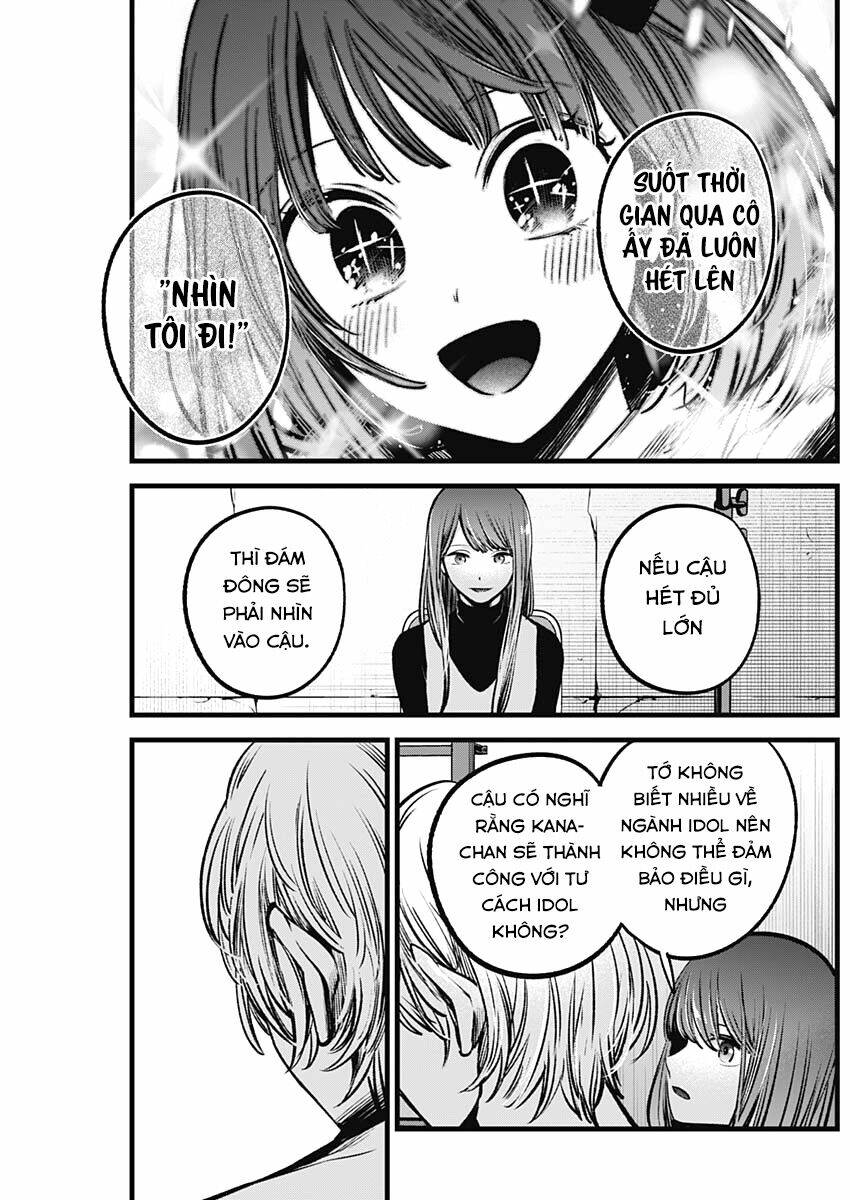 SUỐT THỜI
GIAN QUA CÔ
ẤY ĐÃ LUÔN
HÉT LÊN
"NHÌN
TÔI ĐI!"
NẾU CẬU
HÉT ĐỦ
LỚN
THÌ ĐÁM
ĐÔNG SẼ
PHẢI NHÌN
VÀO CẬU.
TỚ KHÔNG
BIẾT NHIỀU VỀ
NGÀNH IDOL NÊN
KHÔNG THỂ ĐẢM
BẢO ĐIỀU GÌ,
NHƯNG
CẬU CÓ NGHĨ
RẰNG KANA-
CHAN SẼ THÀNH
CÔNG VỚI TƯ
CÁCH IDOL
KHÔNG?